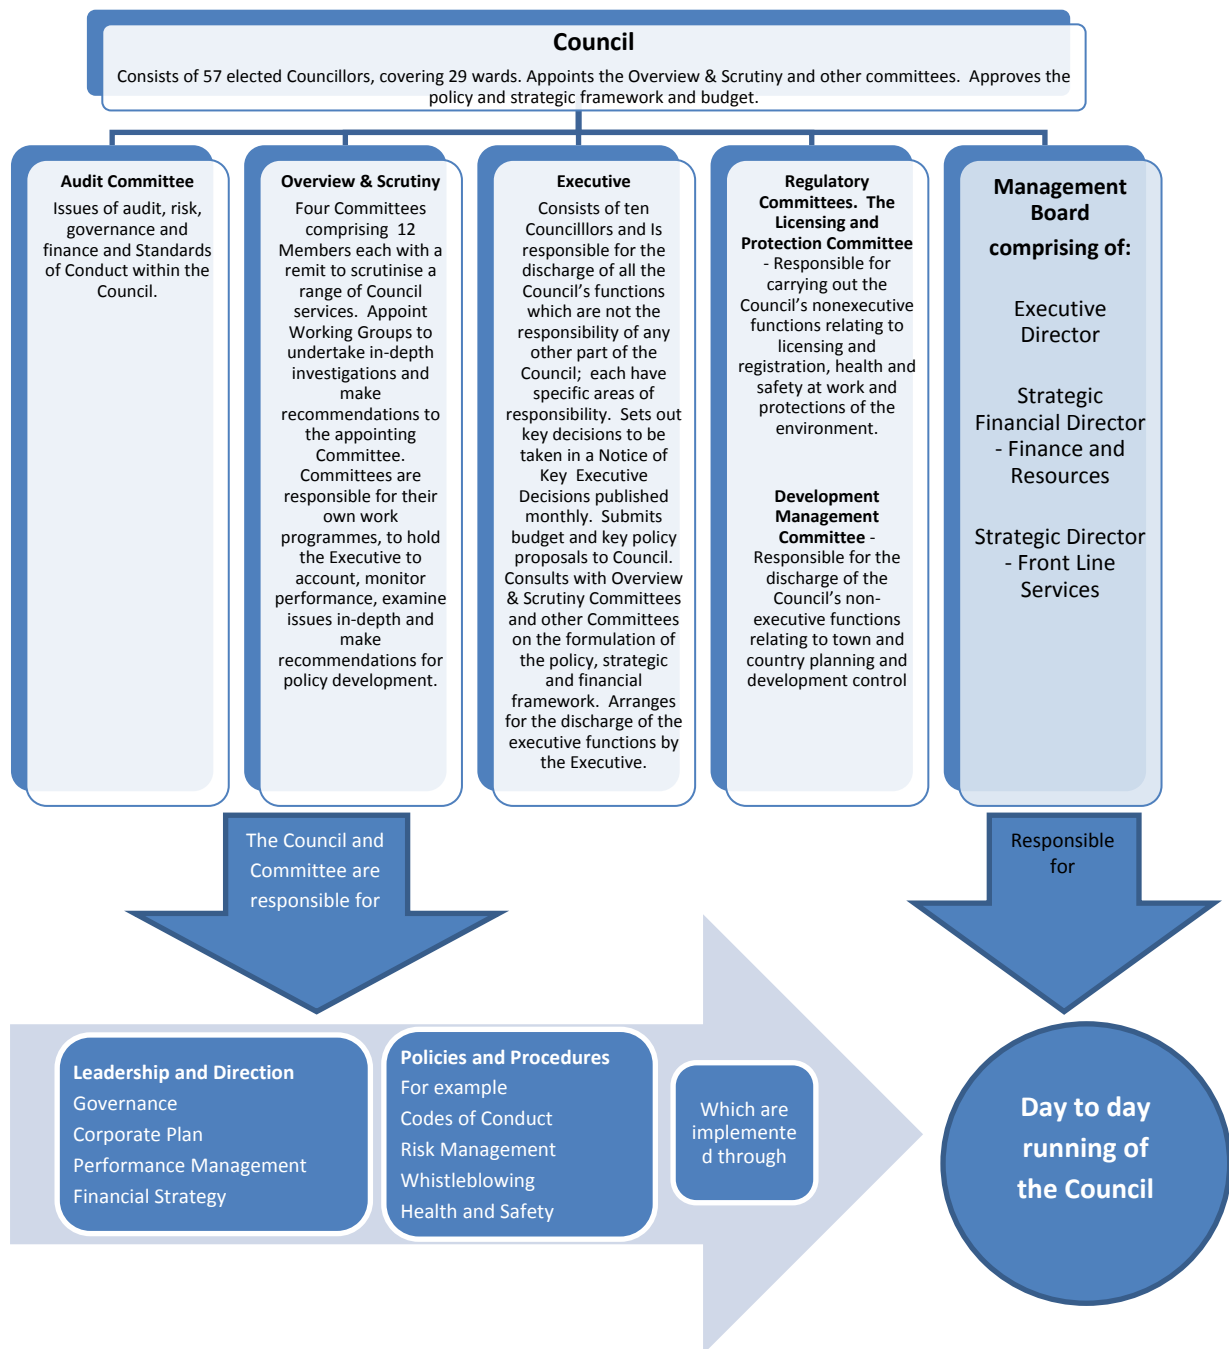 Council
Consists of 57 elected Councillors, covering 29 wards. Appoints the Overview & Scrutiny and other committees. Approves the
policy and strategic framework and budget.
Audit Committee
Issues of audit, risk,
governance and
finance and Standards
of Conduct within the
Council.
Overview & Scrutiny
Four Committees
comprising 12
Members each with a
remit to scrutinise a
range of Council
services. Appoint
Working Groups to
undertake in-depth
investigations and
make
recommendations to
the appointing
Committee.
Committees are
responsible for their
own work
programmes, to hold
the Executive to
account, monitor
performance, examine
issues in-depth and
make
recommendations for
policy development.
Executive
Consists of ten
Councilllors and Is
responsible for the
discharge of all the
Council's functions
which are not the
responsibility of any
other part of the
Council; each have
specific areas of
responsibility. Sets out
key decisions to be
taken in a Notice of
Key Executive
Decisions published
monthly. Submits
budget and key policy
proposals to Council.
Consults with Overview
& Scrutiny Committees
and other Committees
on the formulation of
the policy, strategic
and financial
framework. Arranges
for the discharge of the
executive functions by
the Executive.
Regulatory
Committees. The
Licensing and
Protection Committee
- Responsible for
carrying out the
Council's nonexecutive
functions relating to
licensing and
registration, health and
safety at work and
protections of the
environment.
Development
Management
Committee -
Responsible for the
discharge of the
Council's non-
executive functions
relating to town and
country planning and
development control
Management
Board
comprising of:
Executive
Director
Strategic
Financial Director
- Finance and
Resources
Strategic Director
- Front Line
Services
The Council and
Committee are
responsible for
Responsible
for
Leadership and Direction
Governance
Corporate Plan
Performance Management
Financial Strategy
Policies and Procedures
For example
Codes of Conduct
Risk Management
Whistleblowing
Health and Safety
Which are
implemente
d through
Day to day
running of
the Council